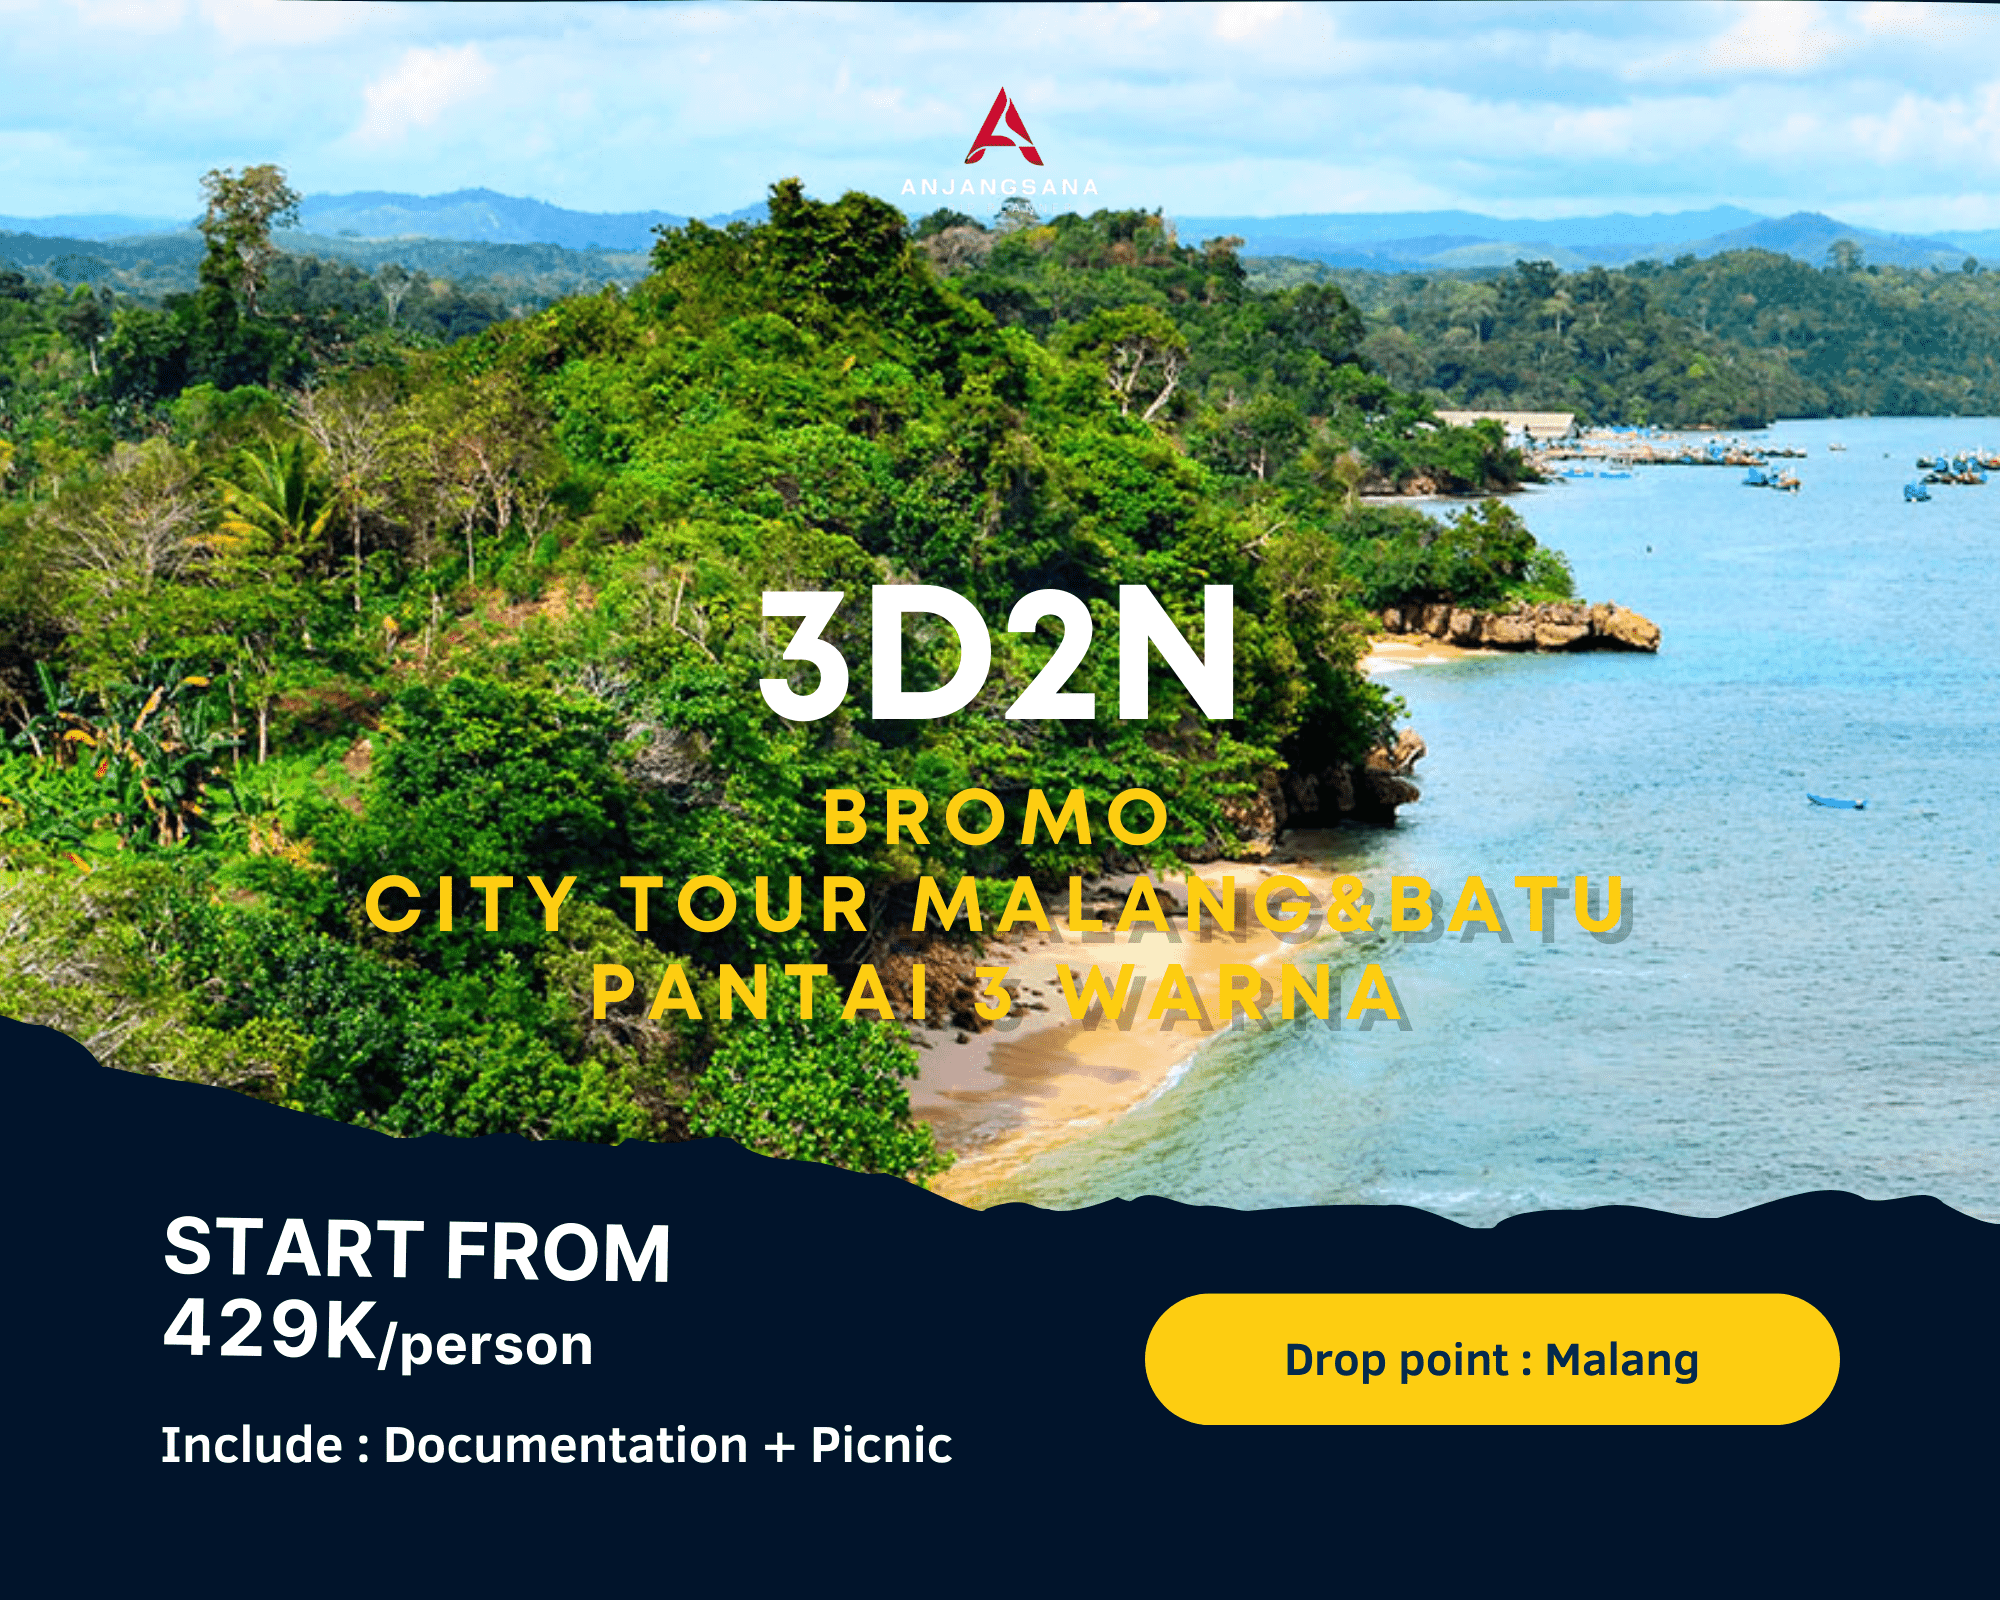 ANJANGSANA
3D2N
BROMO
CITY TOUR MALANG&BATU
PANTAI 3 WARNA
START FROM
429K/person
Include : Documentation + Picnic
Drop point : Malang